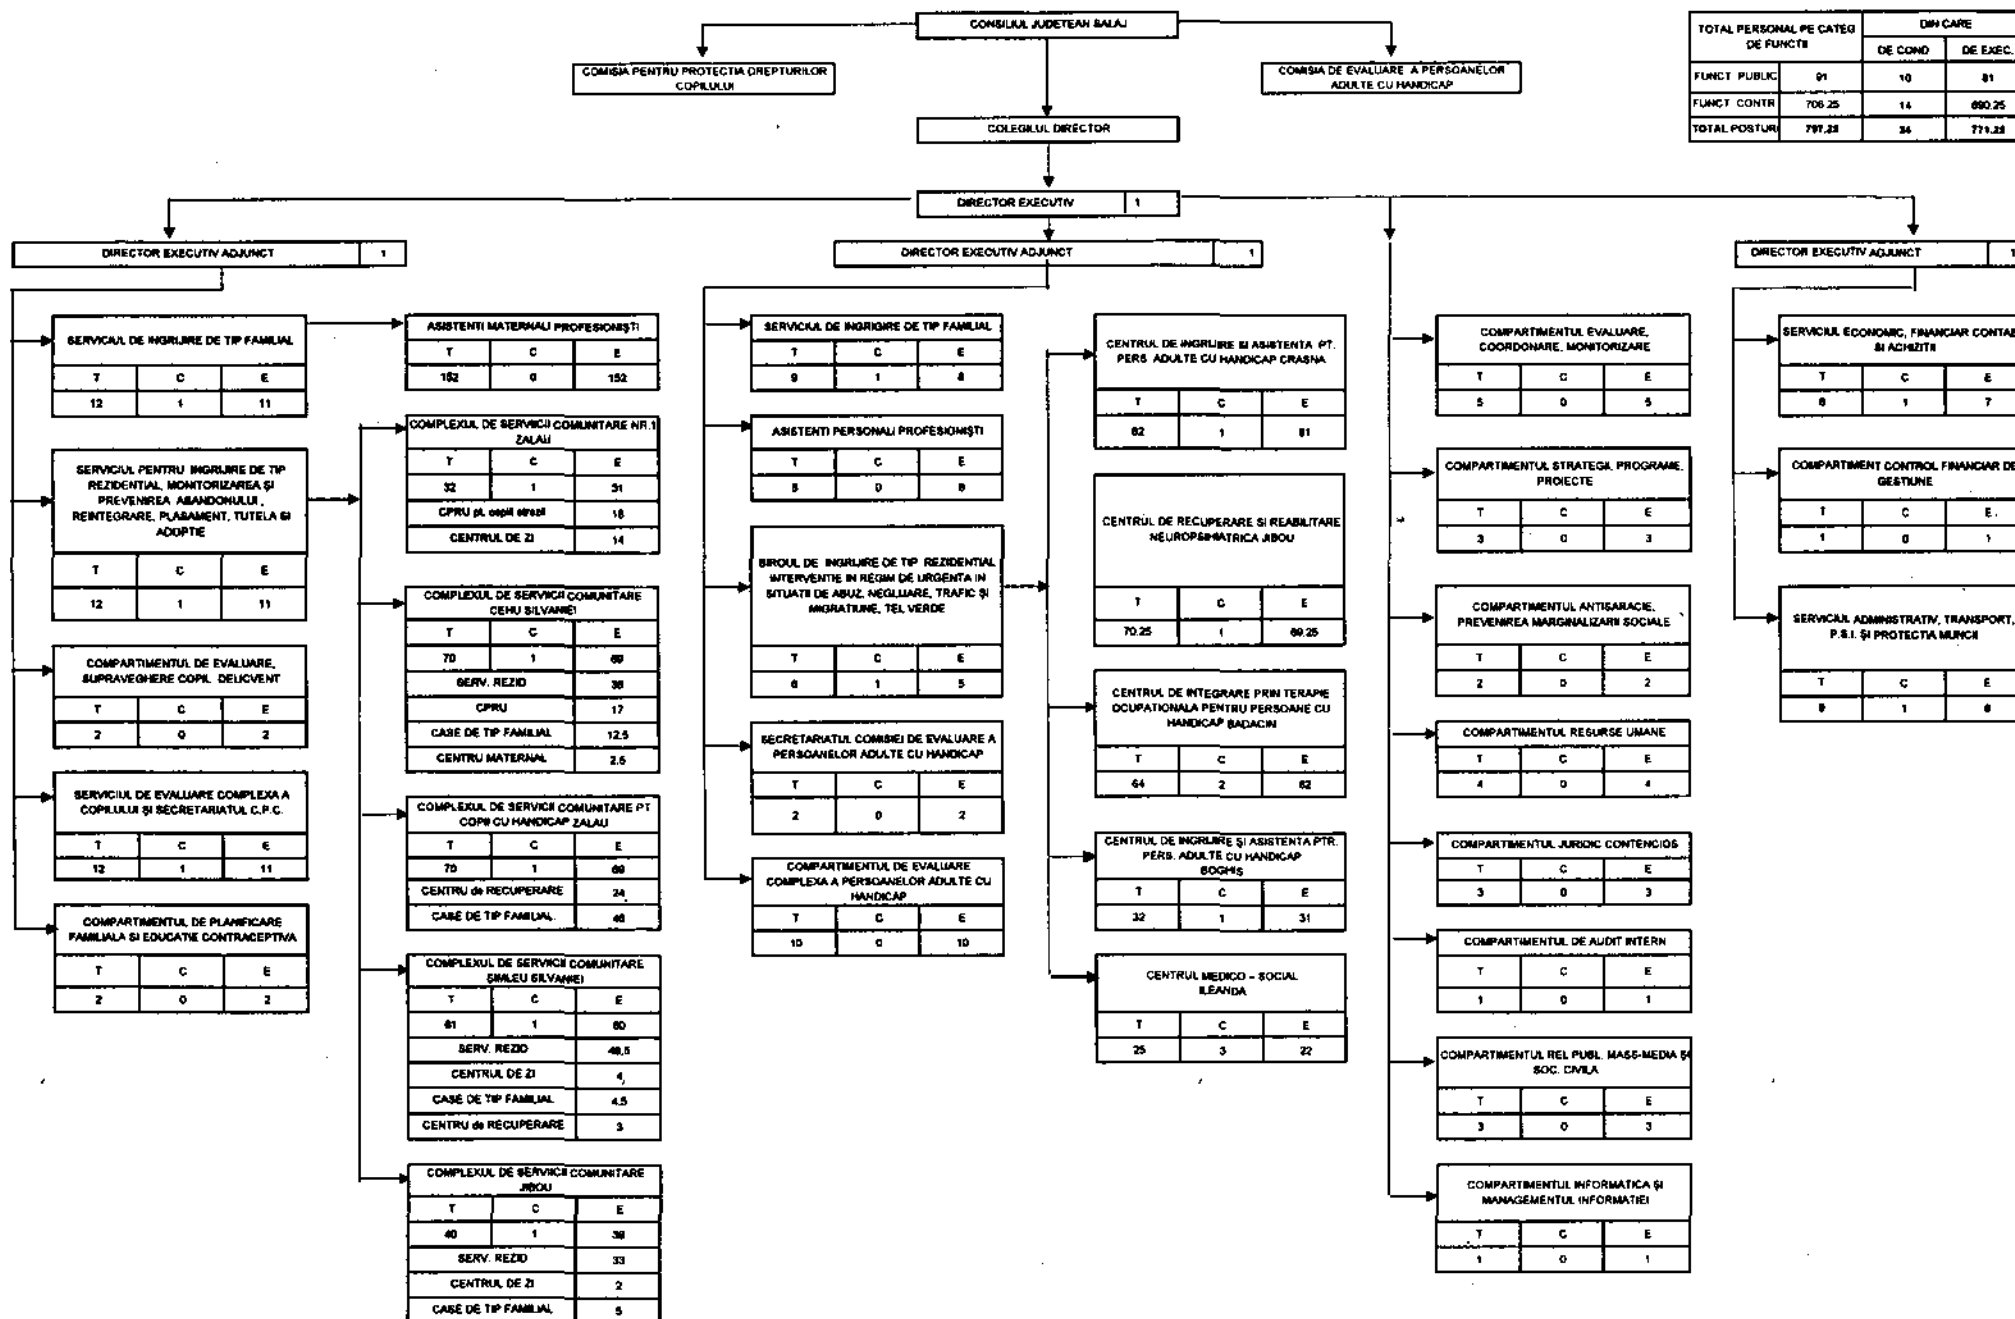 CONSILIUL JUDETEAN SALAJ
COMISIA PENTRU PROTECTIA DREPTURILOR
COPILULUI
COMISIA DE EVALUARE A PERSOANELOR
ADULTE CU HANDICAP
TOTAL PERSONAL PE CATEG
DE FUNCTII
DIN CARE
DE COND DE EXEC.
FUNCT PUBLIC 91 10 81
FUNCT CONTR 706.25 14 690.25
TOTAL POSTURI 797.25 771.25
COLEGIUL DIRECTOR
DIRECTOR EXECUTIV 1
DIRECTOR EXECUTIV ADJUNCT 1
SERVICIUL DE INGRIJIRE DE TIP FAMILIAL
T C E
12 1 11
SERVICIUL PENTRU INGRIJIRE DE TIP
REZIDENTIAL, MONITORIZAREA ŞI
PREVENIREA ABANDONULUI,
REINTEGRARE, PLASAMENT, TUTELA SI
ADOPTIE
T C E
12 1 11
COMPARTIMENTUL DE EVALUARE,
SUPRAVEGHERE COPIL DELICVENT
T C E
2 0 2
SERVICIUL DE EVALUARE COMPLEXA A
COPILULUI ŞI SECRETARIATUL C.P.C.
T C E
12 1 11
COMPARTIMENTUL DE PLANIFICARE
FAMILIALA SI EDUCATIE CONTRACEPTIVA
T C E
2 0 2
ASISTENTI MATERNALI PROFESIONIŞTI
T C E
152 0 152
COMPLEXUL DE SERVIICII COMUNITARE NR.1
ZALAU
T C E
32 1 31
CPRU pt. copiii strazii 18
CENTRUL DE ZI 14
COMPLEXUL DE SERVIICII COMUNITARE
CEHU SILVANIEI
T C E
70 1 69
SERV. REZID 38
CPRU 17
CASE DE TIP FAMILIAL 12.5
CENTRU MATERNAL 2.5
COMPLEXUL DE SERVICII COMUNITARE PT
COPII CU HANDICAP ZALAU
T C E
70 1 69
CENTRU de RECUPERARE 24
CASE DE TIP FAMILIAL 46
COMPLEXUL DE SERVIICII COMUNITARE
SIMLEU SILVANIEI
T C E
61 1 60
SERV. REZID 49,5
CENTRUL DE ZI 4
CASE DE TIP FAMILIAL 4.5
CENTRU de RECUPERARE 3
COMPLEXUL DE SERVIICII COMUNITARE
JIBOU
T C E
40 1 39
SERV. REZID 33
CENTRUL DE ZI 2
CASE DE TIP FAMILIAL 5
DIRECTOR EXECUTIV ADJUNCT 1
SERVICIUL DE INGRIGIRE DE TIP FAMILIAL
T C E
9 1 8
ASISTENTI PERSONALI PROFESIONIŞTI
T C E
0
BIROUL DE INGRIJIRE DE TIP REZIDENTIAL
INTERVENTIE IN REGIM DE URGENTA IN
SITUATII DE ABUZ, NEGLIJARE, TRAFIC ŞI
MIGRATIUNE, TEL VERDE
T C E
6 1 5
SECRETARIATUL COMISIEI DE EVALUARE A
PERSOANELOR ADULTE CU HANDICAP
T C E
2 0 2
COMPARTIMENTUL DE EVALUARE
COMPLEXA A PERSOANELOR ADULTE CU
HANDICAP
T C E
10 0 10
CENTRUL DE INGRIJIRE SI ASISTENTA PT.
PERS. ADULTE CU HANDICAP CRASNA
T C E
82 1 81
CENTRUL DE RECUPERARE SI REABILITARE
NEUROPSIHIATRICA JIBOU
T C E
70.25 1 69.25
CENTRUL DE INTEGRARE PRIN TERAPIE
OCUPATIONALA PENTRU PERSOANE CU
HANDICAP BADACIN
T C E
64 2 62
CENTRUL DE INGRIJIRE ŞI ASISTENTA PTR.
PERS. ADULTE CU HANDICAP
BOGHIŞ
T C E
32 1 31
CENTRUL MEDICO – SOCIAL
ILEANDA
T C E
25 3 22
COMPARTIMENTUL EVALUARE,
COORDONARE, MONITORIZARE
T C E
5 0 5
COMPARTIMENTUL STRATEGII, PROGRAME,
PROIECTE
T C E
3 0 3
COMPARTIMENTUL ANTISARACIE,
PREVENIREA MARGINALIZARII SOCIALE
T C E
2 0 2
COMPARTIMENTUL RESURSE UMANE
T C E
4 0 4
COMPARTIMENTUL JURIDIC CONTENCIOS
T C E
3 0 3
COMPARTIMENTUL DE AUDIT INTERN
T C E
1 0 1
COMPARTIMENTUL REL PUBL. MASS-MEDIA ŞI
SOC. CIVILA
T C E
3 0 3
COMPARTIMENTUL INFORMATICA ŞI
MANAGEMENTUL INFORMATIEI
T C E
1 0 1
DIRECTOR EXECUTIV ADJUNCT 1
SERVICIUL ECONOMIC, FINANCIAR CONTAB
SI ACHIZITII
T C E
8 1 7
COMPARTIMENT CONTROL FINANCIAR DE
GESTIUNE
T C E
1 0 1
SERVICIUL ADMINISTRATIV, TRANSPORT,
P.S.I. ŞI PROTECTIA MUNCII
T C E
9 1 8